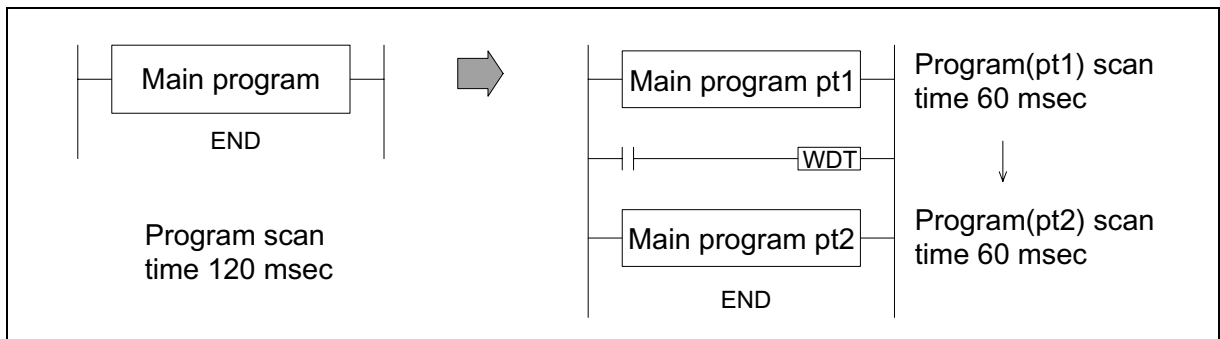 Main program
END
Program scan
time 120 msec
Main program pt1
WDT
Main program pt2
END
Program(pt1) scan
time 60 msec
Program(pt2) scan
time 60 msec